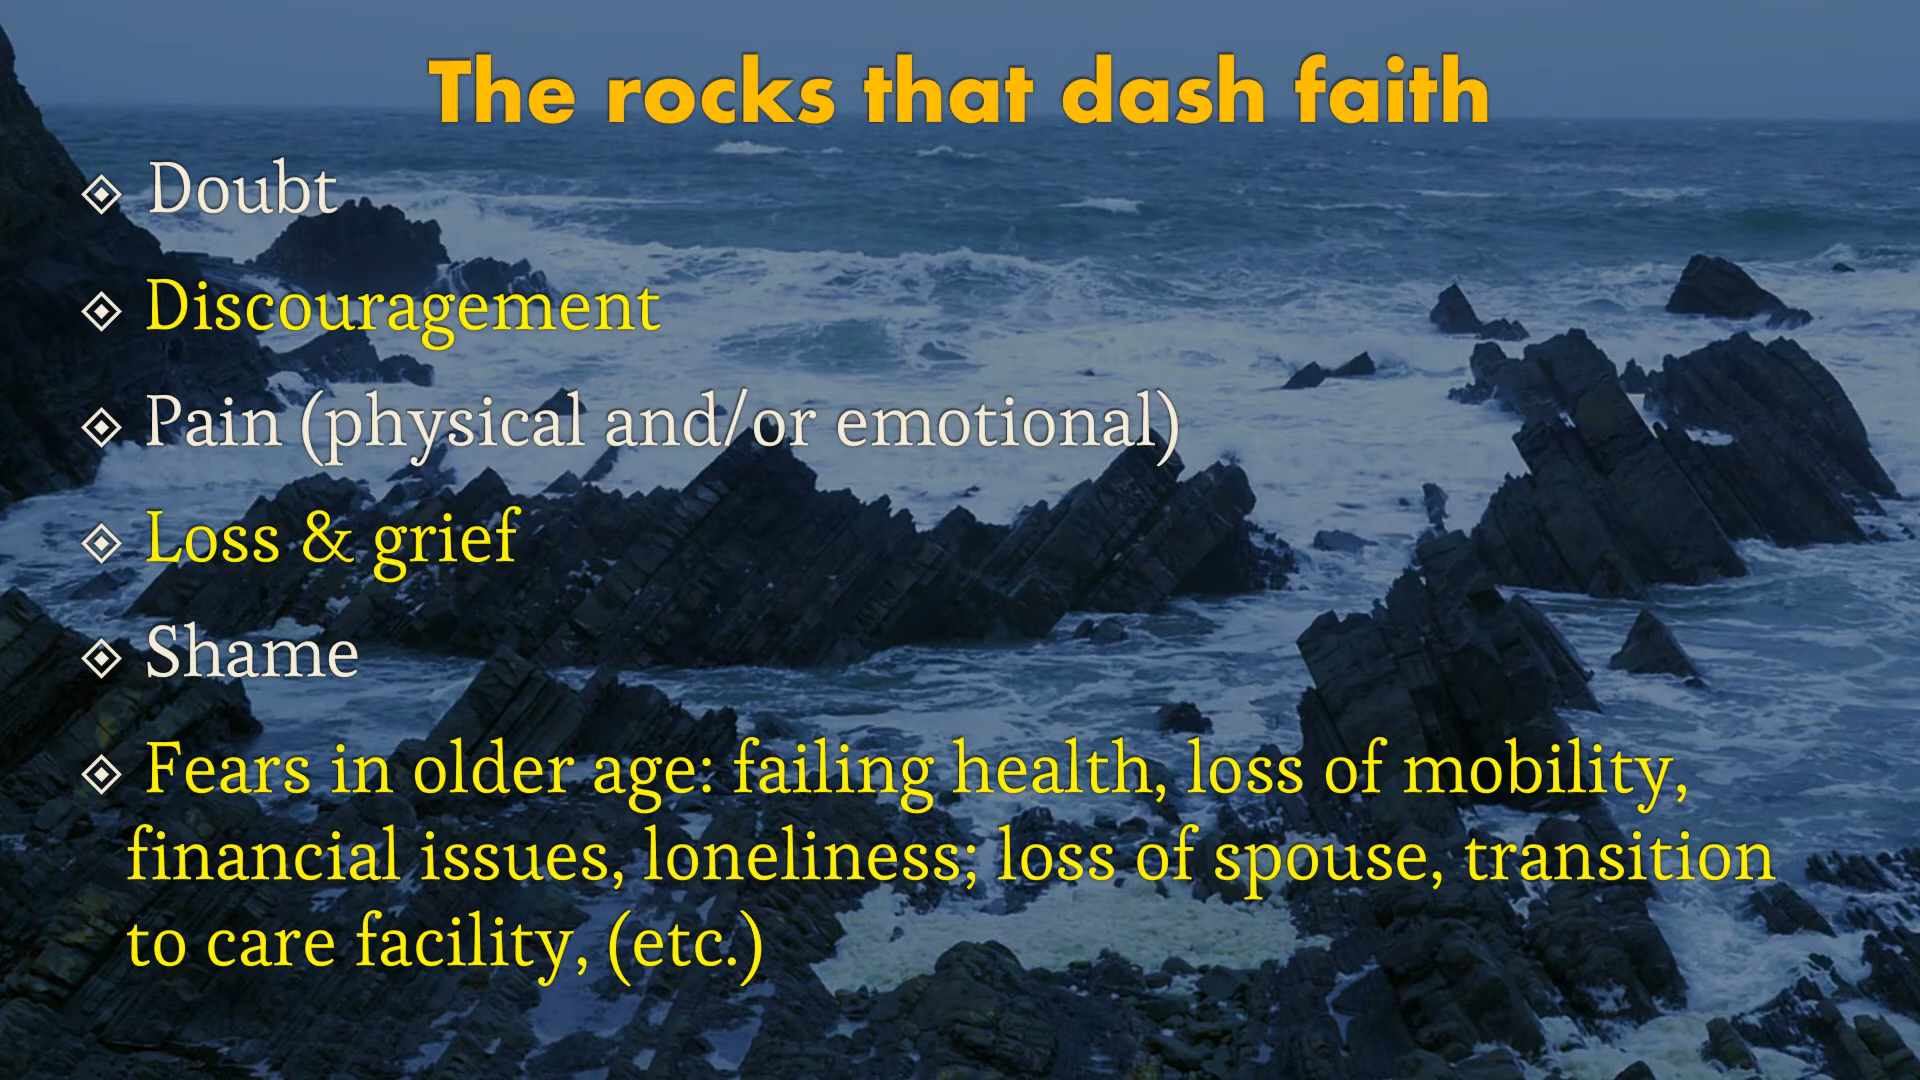 The rocks that dash faith
Doubt
Discouragement
Pain (physical and/or emotional)
Loss & grief
Shame
Fears in older age: failing health, loss of mobility,
financial issues, loneliness; loss of spouse, transition
to care facility, (etc.)